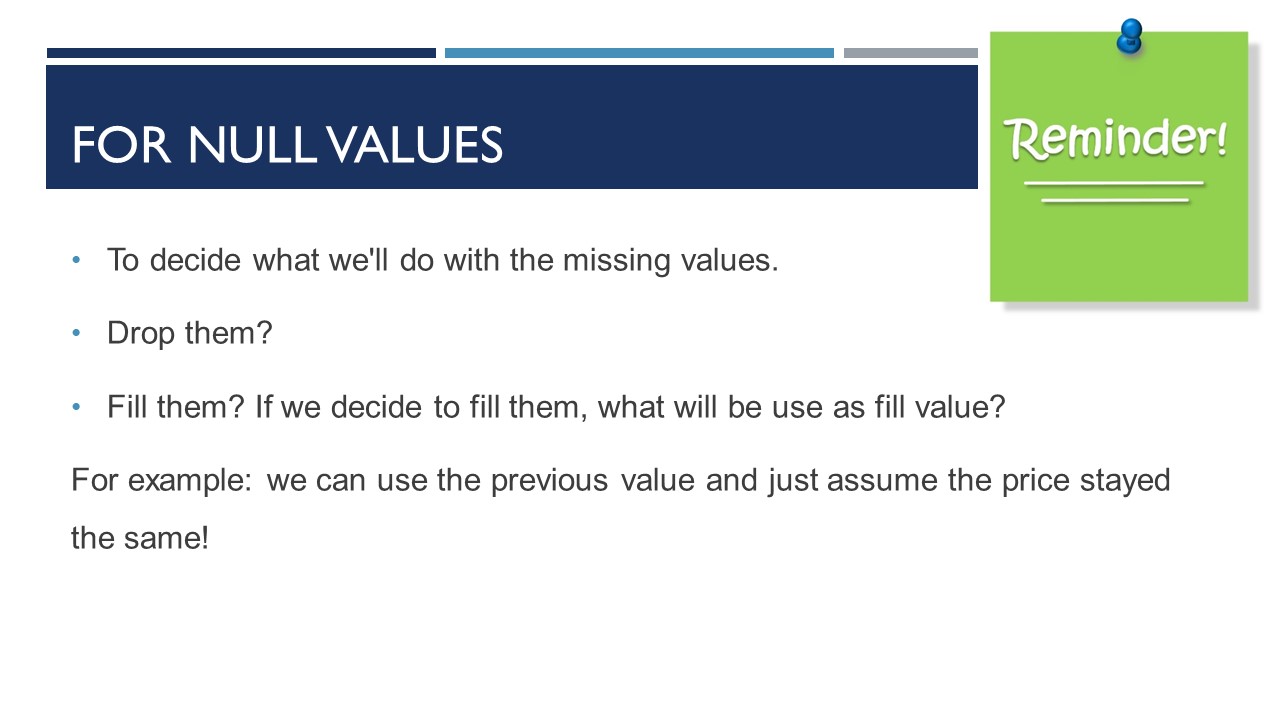 FOR NULL VALUES
Reminder!
• To decide what we'll do with the missing values.
• Drop them?
• Fill them? If we decide to fill them, what will be use as fill value?
For example: we can use the previous value and just assume the price stayed
the same!